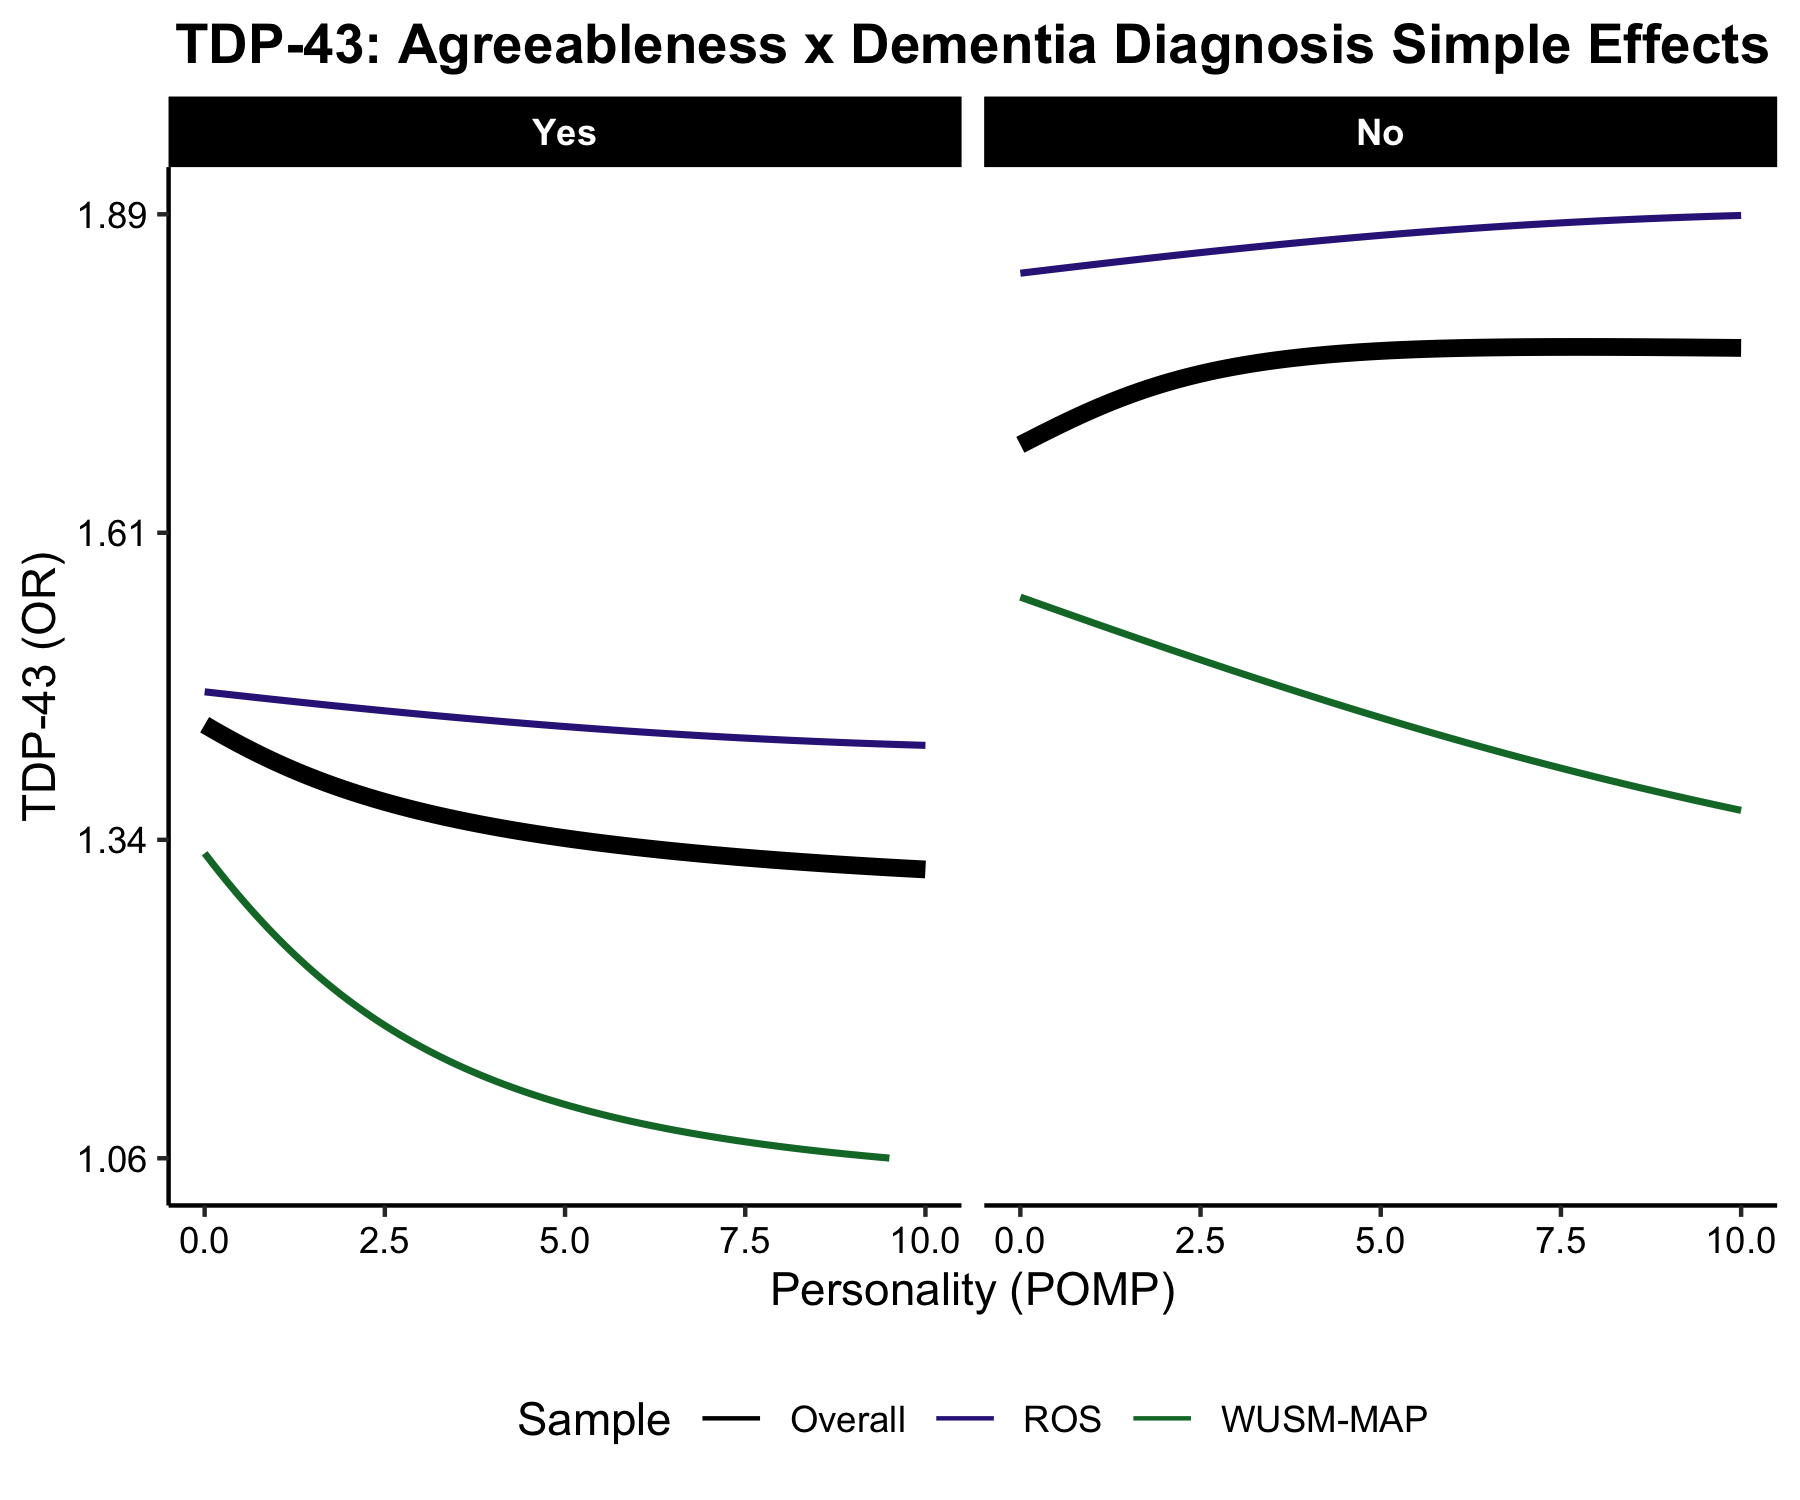 TDP-43: Agreeableness x Dementia Diagnosis Simple Effects
Yes No
1.89
1.61
1.34
1.06
TDP-43 (OR)
0.0 2.5 5.0 7.5 10.0 0.0 2.5 5.0 7.5 10.0
Personality (POMP)
Sample Overall ROS WUSM-MAP